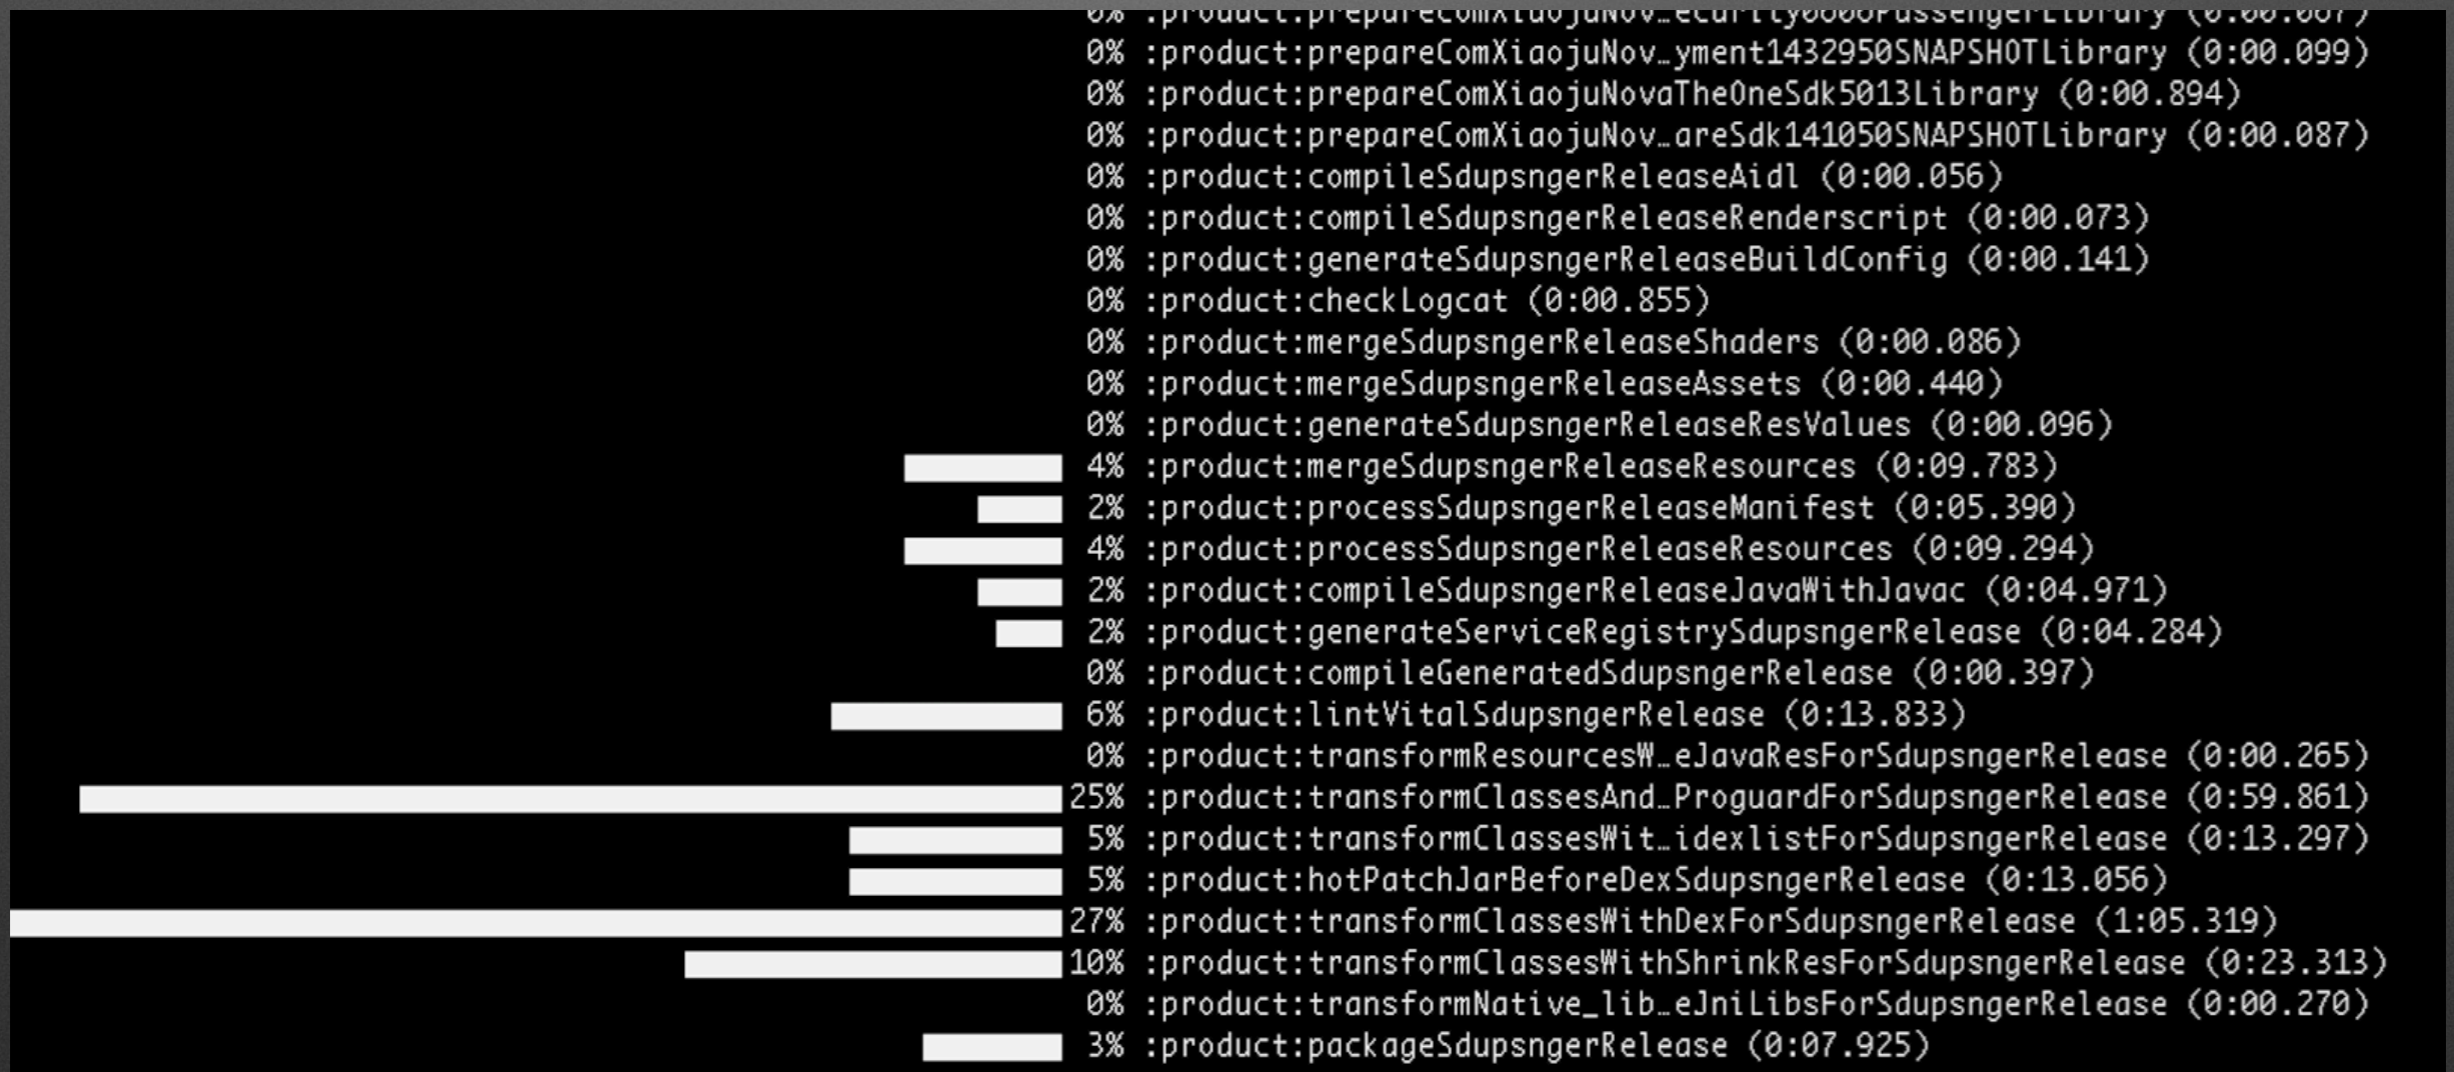 0% :product:prepareComXiaojuNov…ecurity0808PassengerLibrary
0% :product:prepareComXiaojuNov…yment1432950SNAPSHOTLibrary (0:00.099)
0% :product:prepareComXiaojuNovaTheOneSdk5013Library (0:00.894)
0% :product:prepareComXiaojuNov…areSdk141050SNAPSHOTLibrary (0:00.087)
0% :product:compileSdupsngerReleaseAidl (0:00.056)
0% :product:compileSdupsngerReleaseRenderscript (0:00.073)
0% :product:generateSdupsngerReleaseBuildConfig (0:00.141)
0% :product:checkLogcat (0:00.855)
0% :product:mergeSdupsngerReleaseShaders (0:00.086)
0% :product:mergeSdupsngerReleaseAssets (0:00.440)
0% :product:generateSdupsngerReleaseResValues (0:00.096)
4% :product:mergeSdupsngerReleaseResources (0:09.783)
2% :product:processSdupsngerReleaseManifest (0:05.390)
4% :product:processSdupsngerReleaseResources (0:09.294)
2% :product:compileSdupsngerReleaseJavaWithJavac (0:04.971)
2% :product:generateServiceRegistrySdupsngerRelease (0:04.284)
0% :product:compileGeneratedSdupsngerRelease (0:00.397)
6% :product:lintVitalSdupsngerRelease (0:13.833)
0% :product:transformResourcesW…eJavaResForSdupsngerRelease (0:00.265)
25% :product:transformClassesAnd…ProguardForSdupsngerRelease (0:59.861)
5% :product:transformClassesWit…idexlistForSdupsngerRelease (0:13.297)
5% :product:hotPatchJarBeforeDexSdupsngerRelease (0:13.056)
27% :product:transformClassesWithDexForSdupsngerRelease (1:05.319)
10% :product:transformClassesWithShrinkResForSdupsngerRelease (0:23.313)
0% :product:transformNative_lib…eJniLibsForSdupsngerRelease (0:00.270)
3% :product:packageSdupsngerRelease (0:07.925)